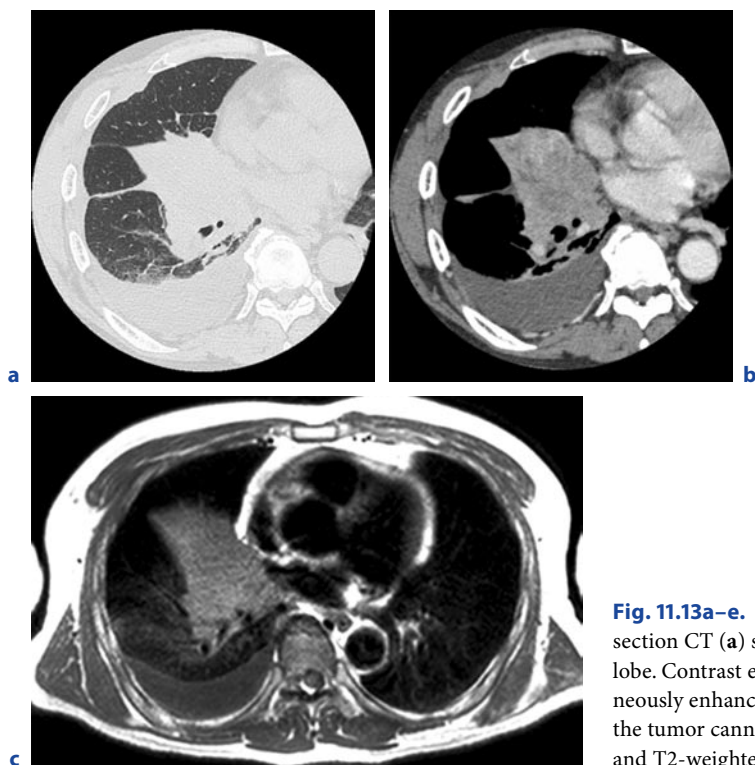 a
b
c
Fig. 11.13a–e.
section CT (a) s
lobe. Contrast e
neously enhanc
the tumor cann
and T2-weighte